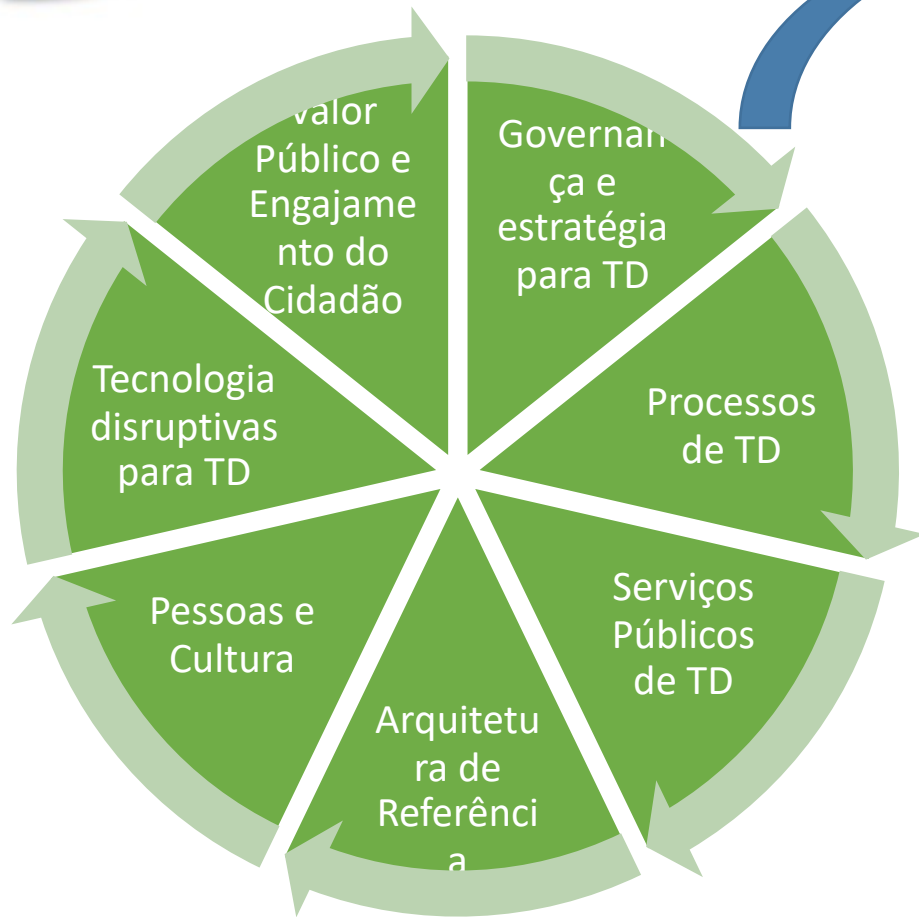 Valor
Público e
Engajame
nto do
Cidadão
Governan
ça e
estratégia
para TD
Processos
de TD
Serviços
Públicos
de TD
Arquitetu
ra de
Referênci
a
Pessoas e
Cultura
Tecnologia
disruptivas
para TD